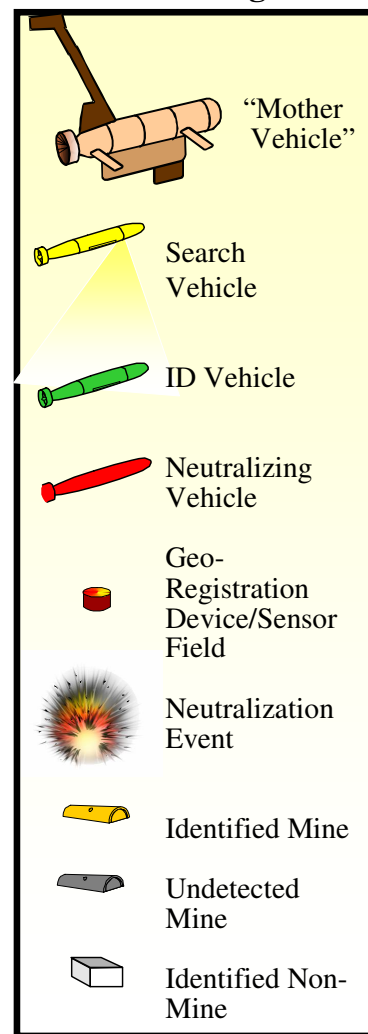 “Mother
Vehicle”
Search
Vehicle
ID Vehicle
Neutralizing
Vehicle
Geo-
Registration
Device/Sensor
Field
Neutralization
Event
Identified Mine
Undetected
Mine
Identified Non-
Mine